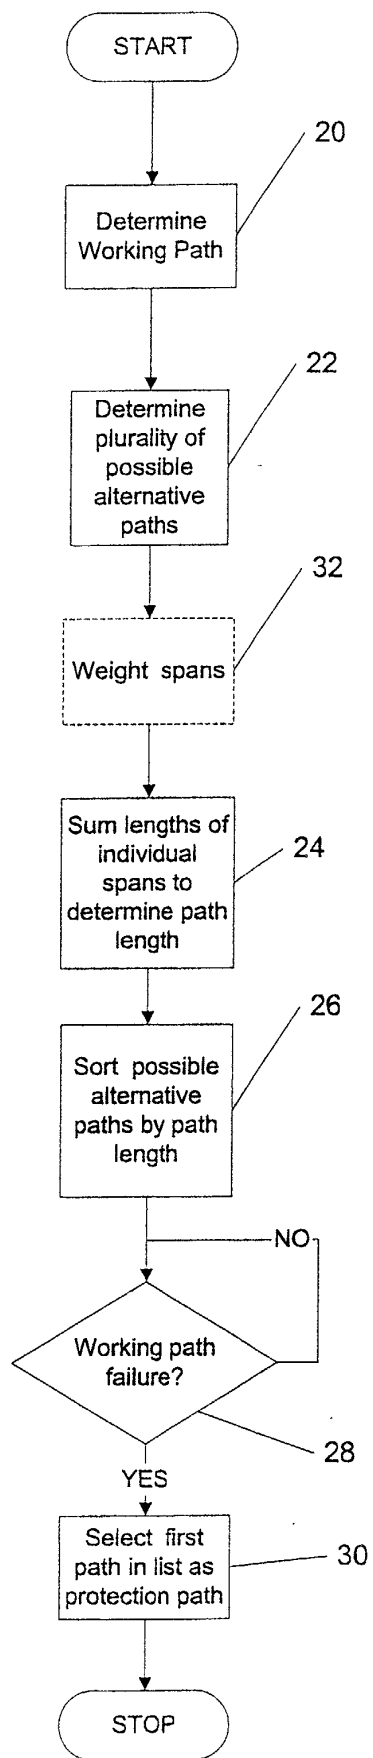 START
20
Determine
Working Path
22
Determine
plurality of
possible
alternative
paths
32
Weight spans
Sum lengths of
individual
spans to
determine path
length
24
26
Sort possible
alternative
paths by path
length
NO
Working path
failure?
28
YES
Select first
path in list as
protection path
30
STOP